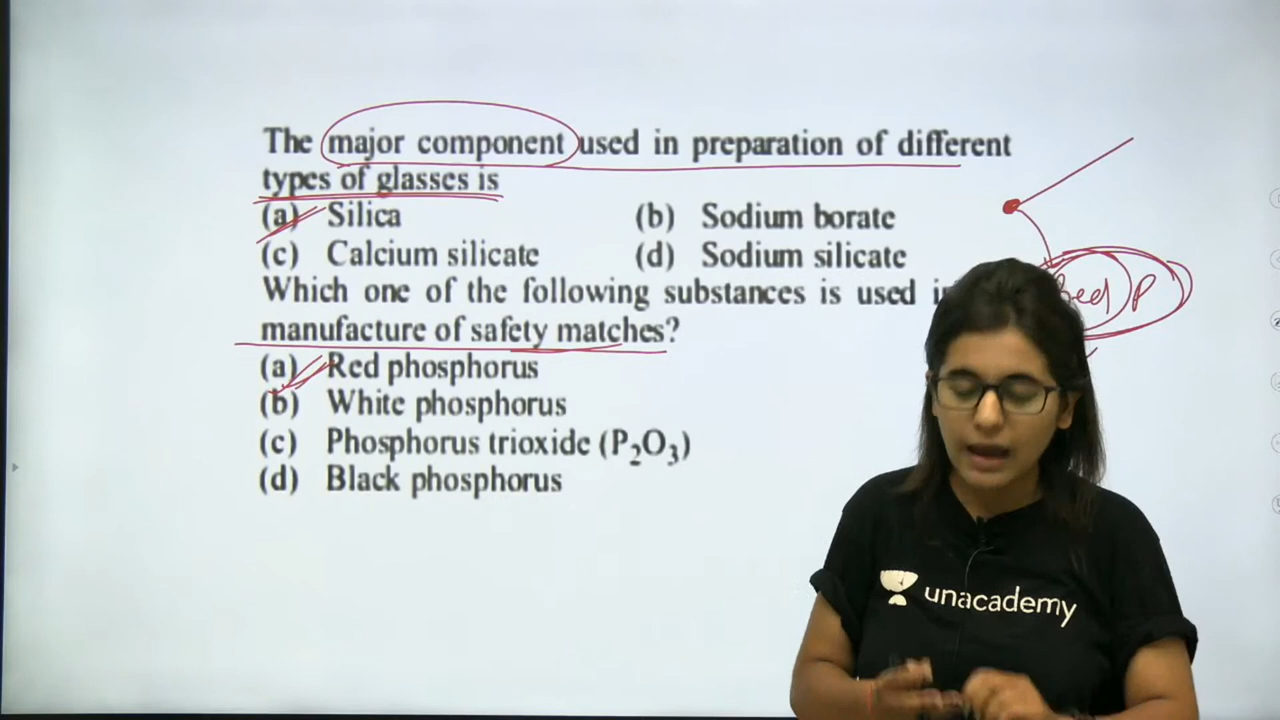 The major component used in preparation of different
types of glasses is
(a) Silica (b) Sodium borate
(c) Calcium silicate (d) Sodium silicate
Which one of the following substances is used
manufacture of safety matches?
(a) Red phosphorus
(b) White phosphorus
(c) Phosphorus trioxide (P₂O₃)
(d) Black phosphorus
Red P
unacademy